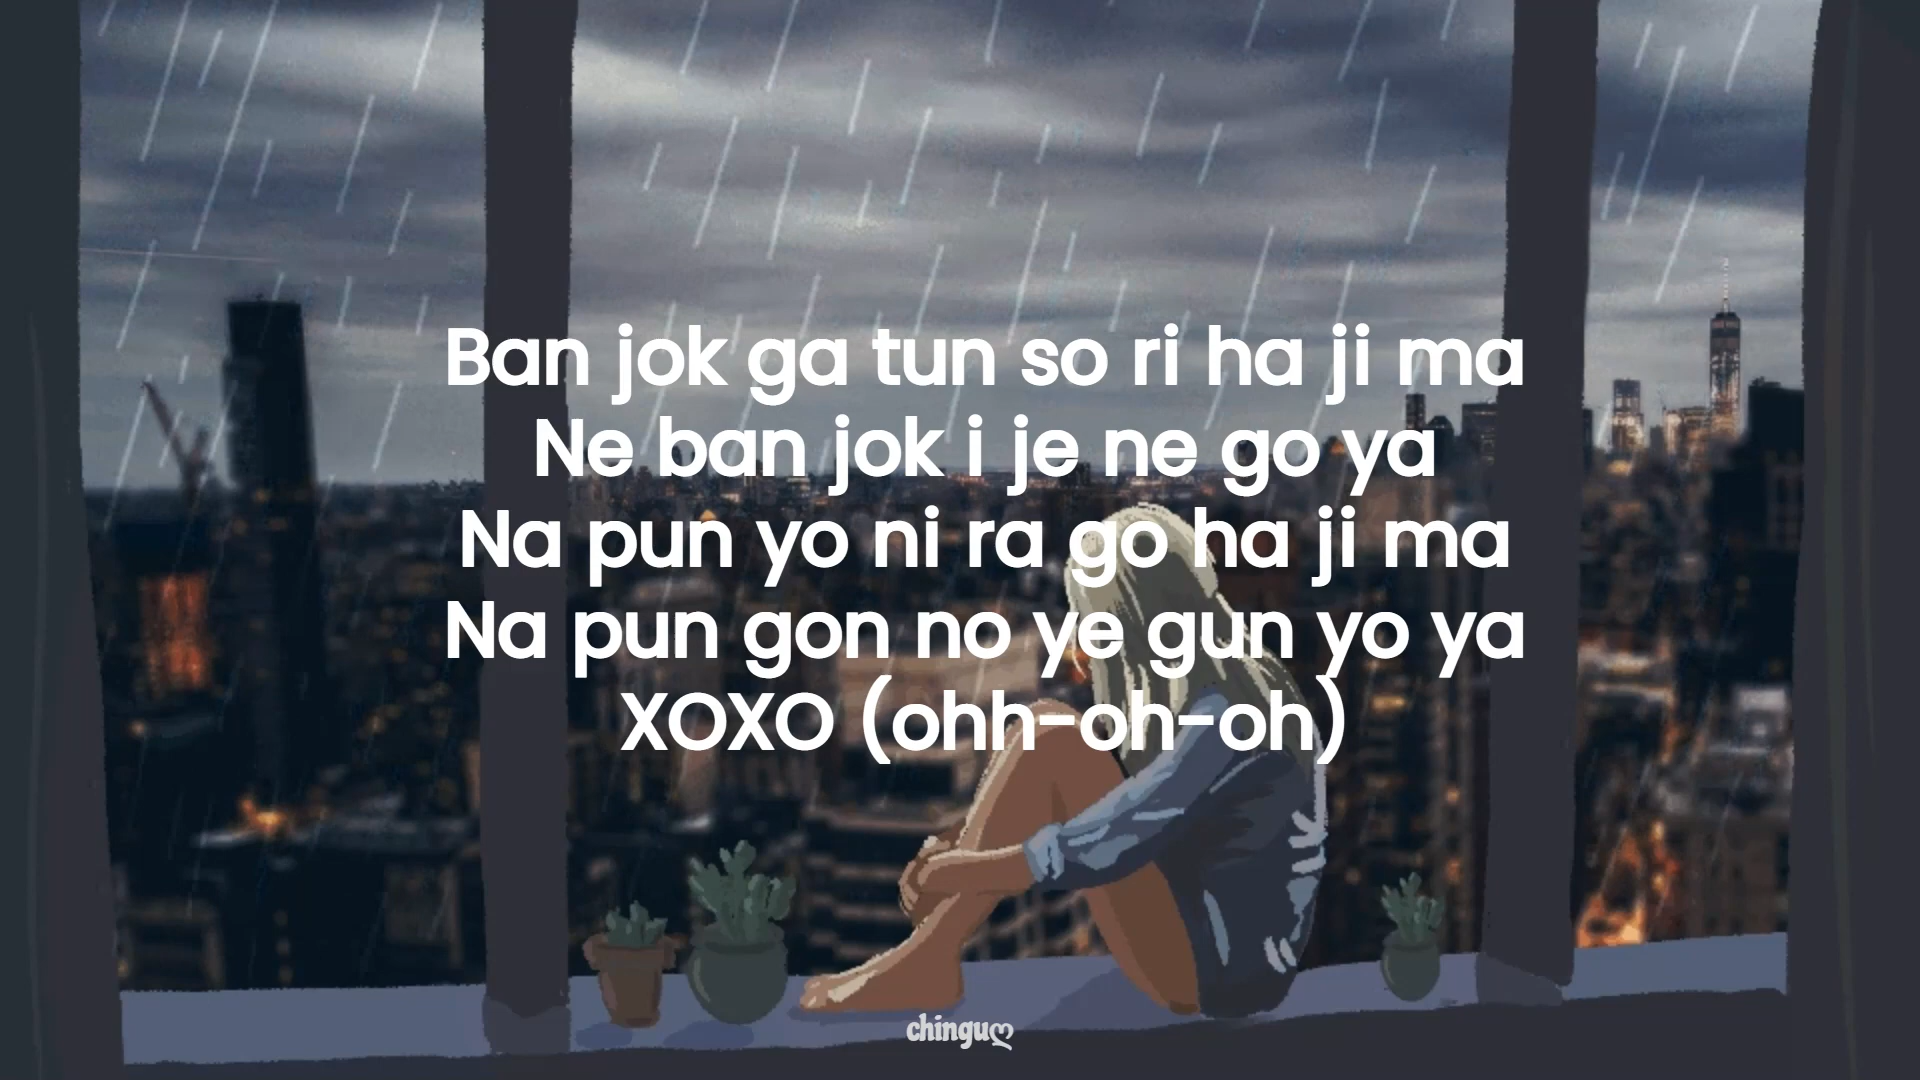 Ban jok ga tun so ri ha ji ma
Ne ban jok i je ne go ya
Na pun yo ni ra go ha ji ma
Na pun gon no ye gun yo ya
XOXO (ohh-oh-oh)
chinguღ